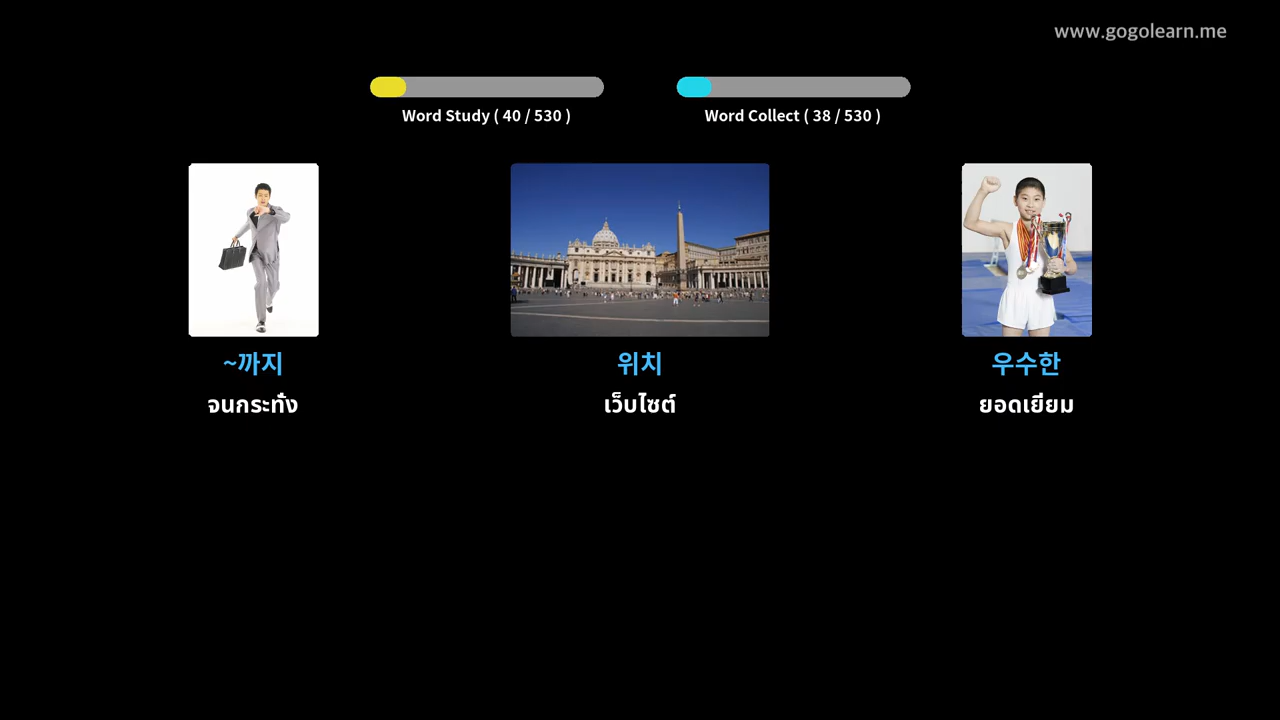 www.gogolearn.me
Word Study ( 40 / 530 )
Word Collect ( 38 / 530 )
~까지
위치
우수한
จนกระทั่ง
เว็บไซต์
ยอดเยี่ยม